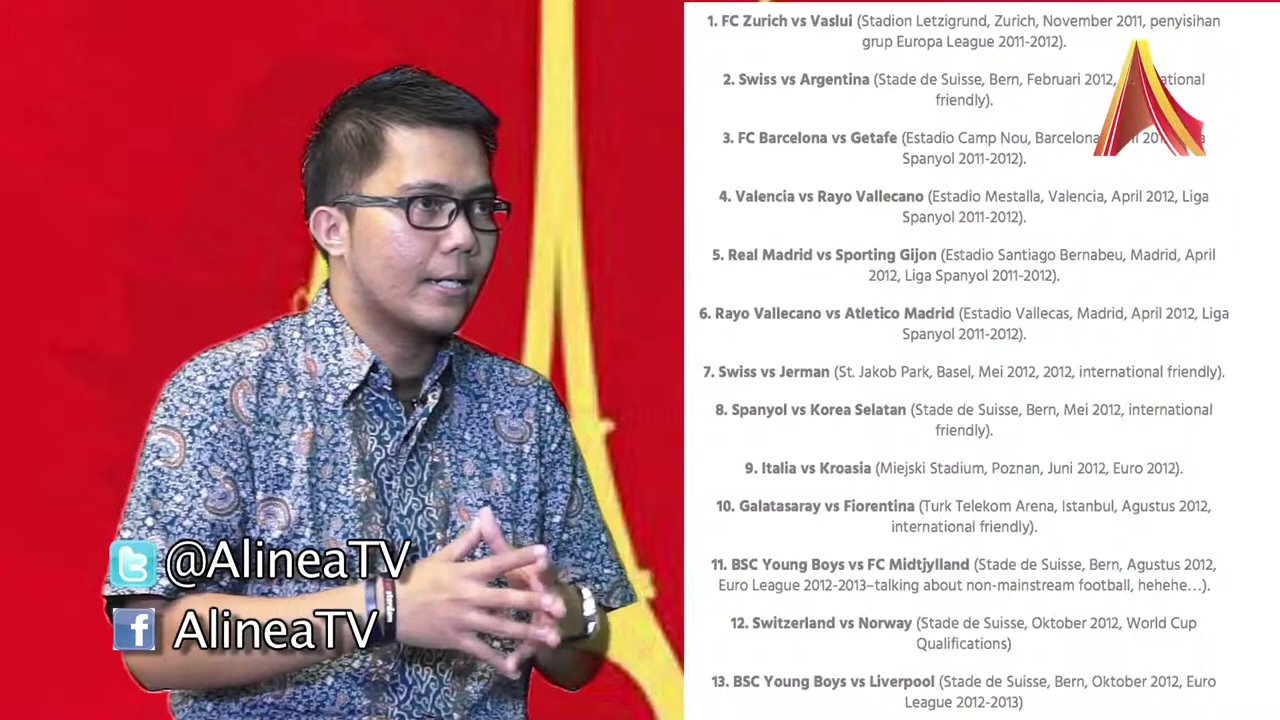 1. FC Zurich vs Vaslui (Stadion Letzigrund, Zurich, November 2011, penyisihan
grup Europa League 2011-2012).
2. Swiss vs Argentina (Stade de Suisse, Bern, Februari 2012,
friendly).
3. FC Barcelona vs Getafe (Estadio Camp Nou, Barcelona
Spanyol 2011-2012).
4. Valencia vs Rayo Vallecano (Estadio Mestalla, Valencia, April 2012, Liga
Spanyol 2011-2012).
5. Real Madrid vs Sporting Gijon (Estadio Santiago Bernabeu, Madrid, April
2012, Liga Spanyol 2011-2012).
6. Rayo Vallecano vs Atletico Madrid (Estadio Vallecas, Madrid, April 2012, Liga
Spanyol 2011-2012).
7. Swiss vs Jerman (St. Jakob Park, Basel, Mei 2012, 2012, international friendly).
8. Spanyol vs Korea Selatan (Stade de Suisse, Bern, Mei 2012, international
friendly).
9. Italia vs Kroasia (Miejski Stadium, Poznan, Juni 2012, Euro 2012).
10. Galatasaray vs Fiorentina (Turk Telekom Arena, Istanbul, Agustus 2012,
international friendly).
11. BSC Young Boys vs FC Midtjylland (Stade de Suisse, Bern, Agustus 2012,
Euro League 2012-2013–talking about non-mainstream football, hehehe…).
12. Switzerland vs Norway (Stade de Suisse, Oktober 2012, World Cup
Qualifications)
13. BSC Young Boys vs Liverpool (Stade de Suisse, Bern, Oktober 2012, Euro
League 2012-2013)
@AlineaTV
AlineaTV